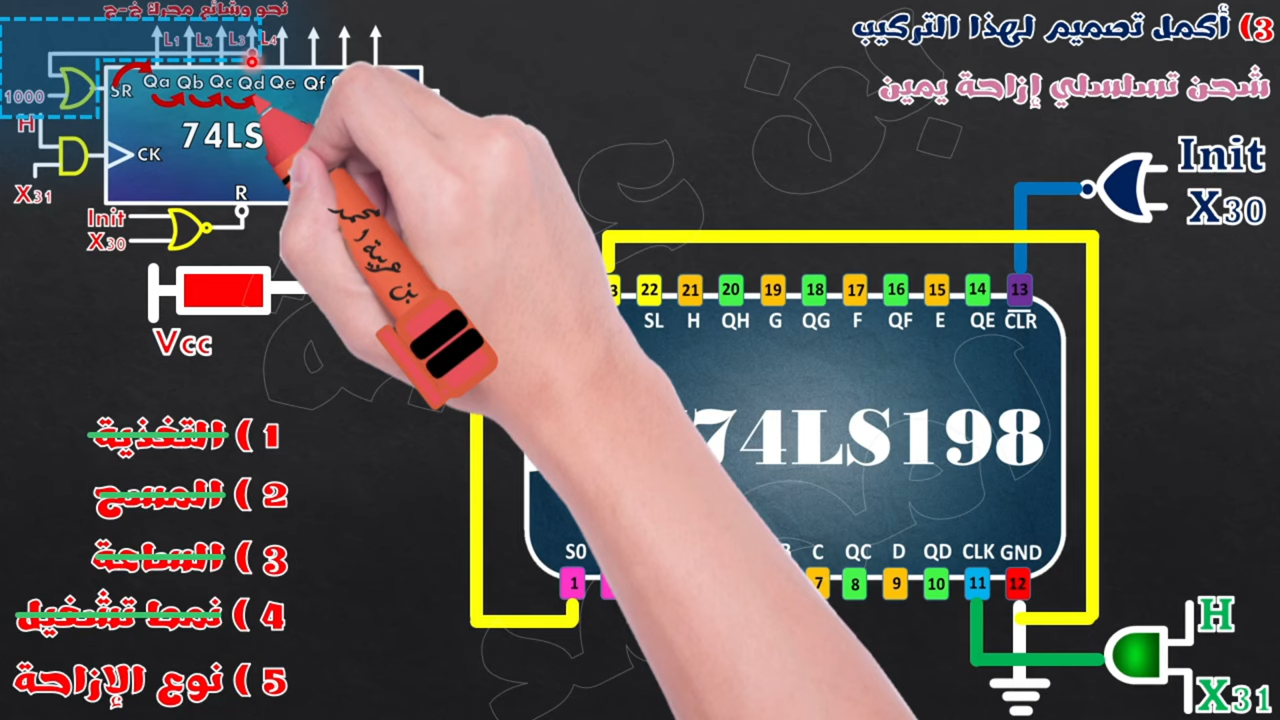 3) أكمل تصميم لهذا التركيب
شحن تسلسلي إزاحة يمين
نحو وشائع محرك خ-خ
L1 L2 L3 L4
1000
SR Qa Qb Qc Qd Qe Qf
74LS
H
CK
X31
R
Init
X30
Vcc
Init
X30
بن عربية امحمد
22 21 20 19 18 17 16 15 14 13
SL H QH G QG F QF E QE CLR
74LS198
S0 C QC D QD CLK GND
1 7 8 9 10 11 12
H
X31
1 ) التغذية
2 ) المسح
3 ) الساعة
4 ) نمط تشغيل
5 ) نوع الإزاحة